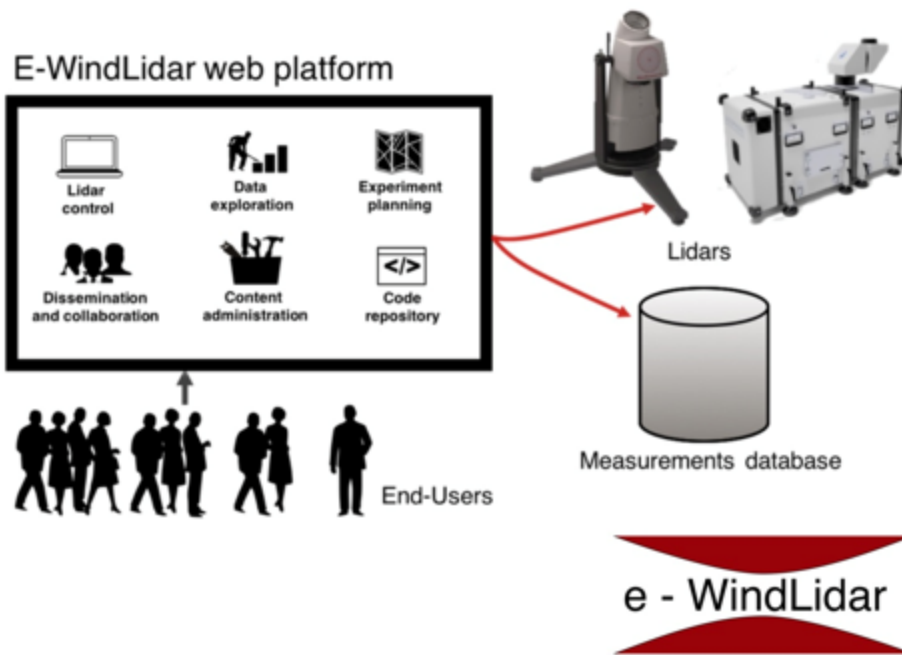 E-WindLidar web platform
Lidar
control
Data
exploration
Experiment
planning
Dissemination
and collaboration
Content
administration
</>
Code
repository
Lidars
Measurements database
End-Users
e - WindLidar